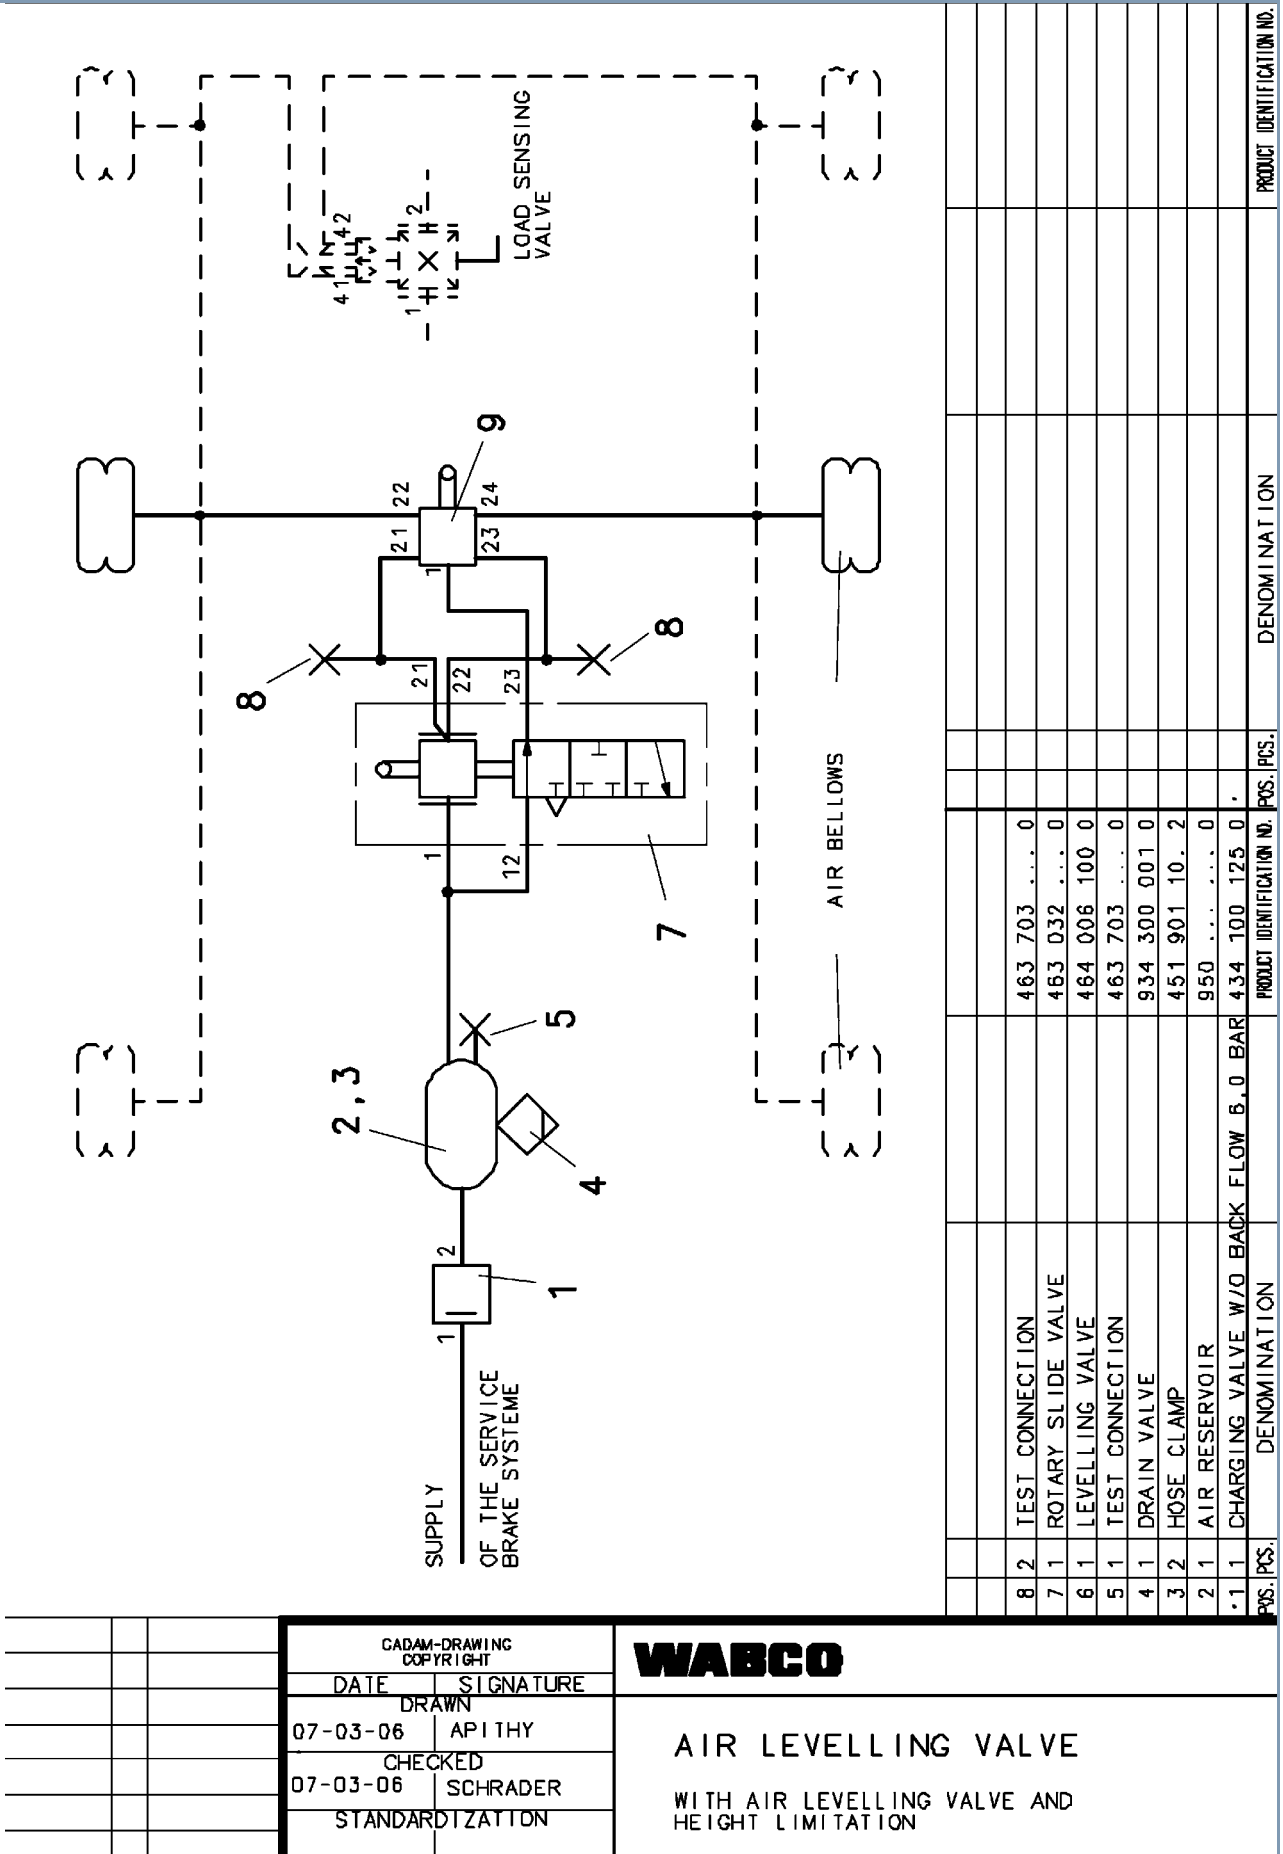 LOAD SENSING
VALVE
41
42
1
2
9
22
24
21
23
1
8
8
21
22
23
1
12
7
AIR BELLOWS
5
2,3
4
2
1
1
SUPPLY
OF THE SERVICE
BRAKE SYSTEME
8 2 TEST CONNECTION 463 703 ... 0
7 1 ROTARY SLIDE VALVE 463 032 ... 0
6 1 LEVELLING VALVE 464 006 100 0
5 1 TEST CONNECTION 463 703 ... 0
4 1 DRAIN VALVE 934 300 001 0
3 2 HOSE CLAMP 451 901 10. 2
2 1 AIR RESERVOIR 950 ... ... 0
·1 1 CHARGING VALVE W/O BACK FLOW 6,0 BAR 434 100 125 0 .
POS. PCS. DENOMINATION PRODUCT IDENTIFICATION NO. POS. PCS. DENOMINATION PRODUCT IDENTIFICATION NO.
CADAM-DRAWING
COPYRIGHT
DATE SIGNATURE
DRAWN
07-03-06 APITHY
CHECKED
07-03-06 SCHRADER
STANDARDIZATION
WABCO
AIR LEVELLING VALVE
WITH AIR LEVELLING VALVE AND
HEIGHT LIMITATION